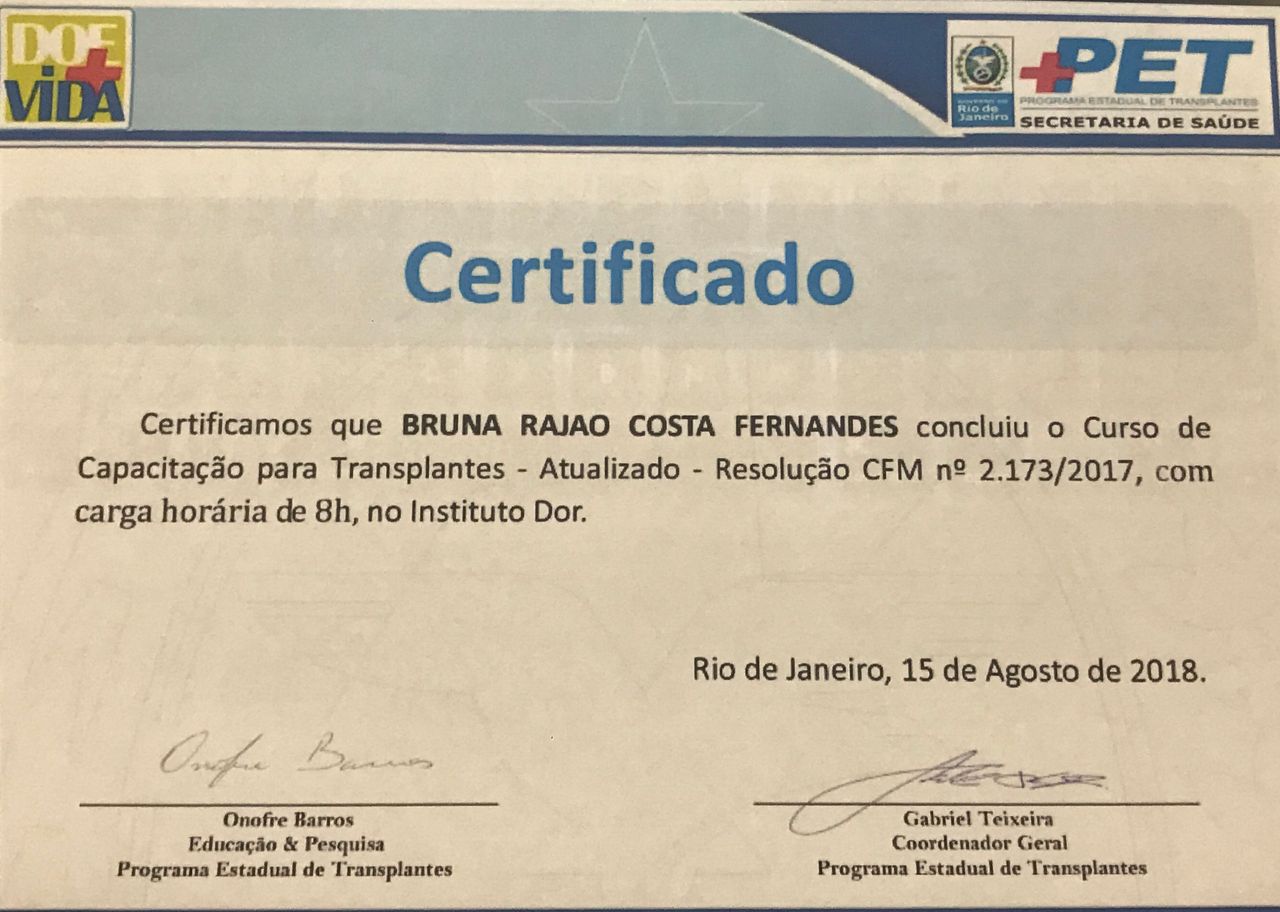 DOE
+
VIDA
+PET
GOVERNO DO
Rio de
Janeiro
PROGRAMA ESTADUAL DE TRANSPLANTES
SECRETARIA DE SAÚDE
Certificado
Certificamos que BRUNA RAJAO COSTA FERNANDES concluiu o Curso de
Capacitação para Transplantes - Atualizado - Resolução CFM nº 2.173/2017, com
carga horária de 8h, no Instituto Dor.
Rio de Janeiro, 15 de Agosto de 2018.
Onofre Barros
Onofre Barros
Educação & Pesquisa
Programa Estadual de Transplantes
Gabriel Teixeira
Coordenador Geral
Programa Estadual de Transplantes